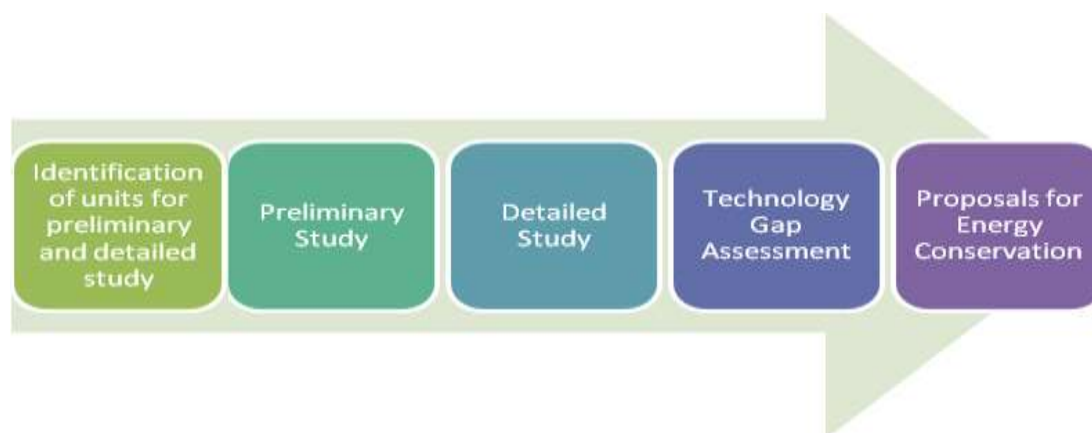 Identification
of units for
preliminary
and detailed
study
Preliminary
Study
Detailed
Study
Technology
Gap
Assessment
Proposals for
Energy
Conservation